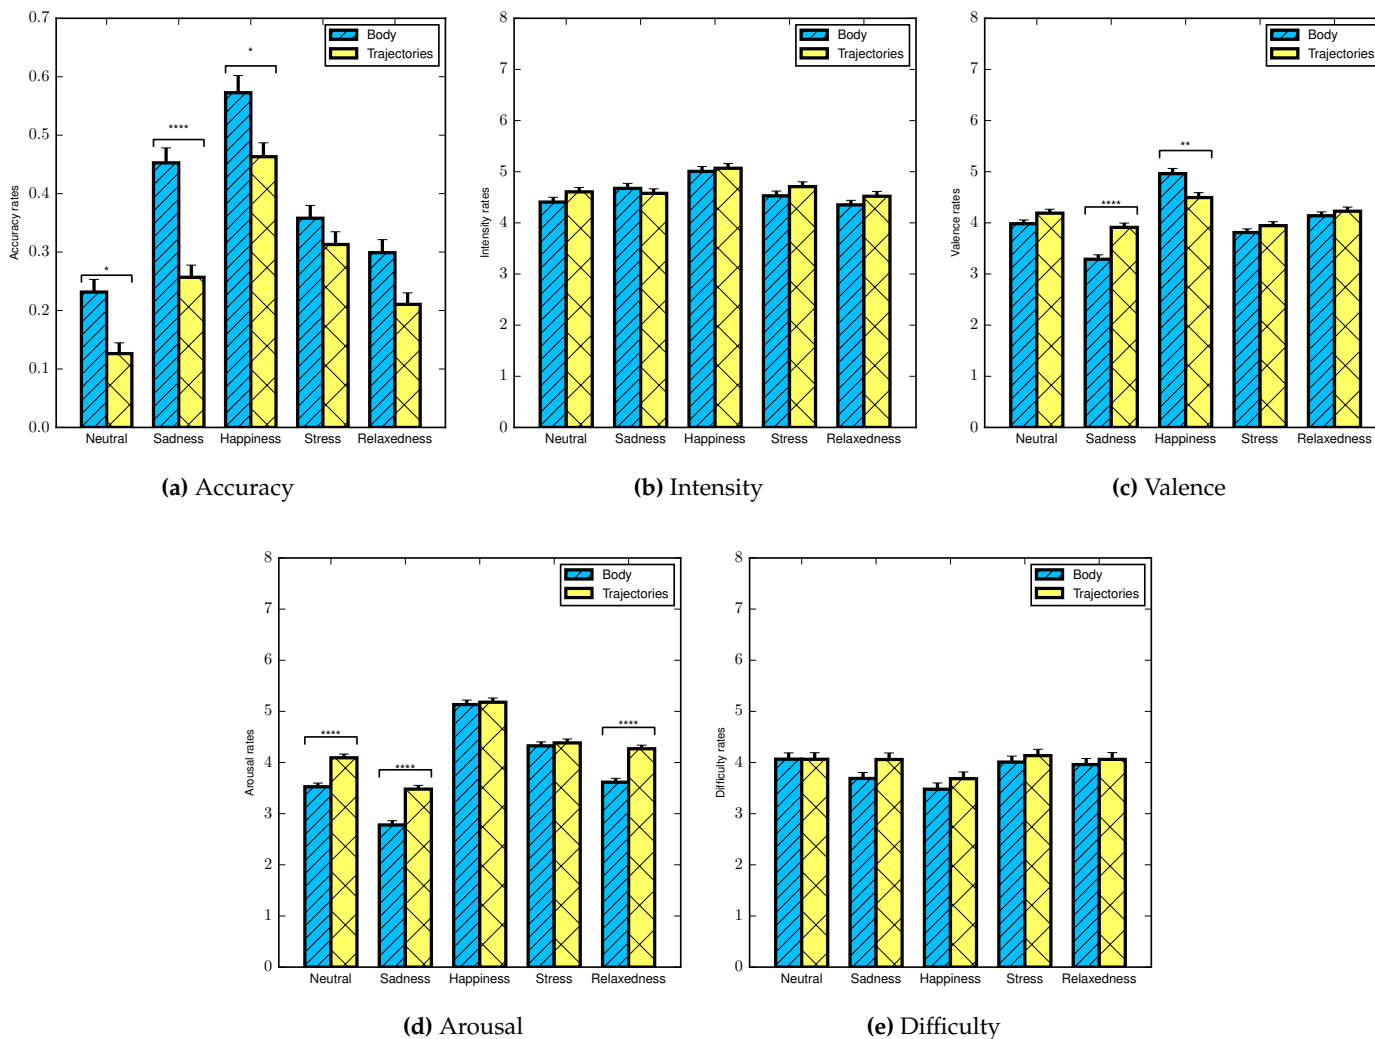 0.7
0.6
0.5
0.4
0.3
0.2
0.1
0.0
Accuracy rates
Body
Trajectories
*
****
*
Neutral Sadness Happiness Stress Relaxedness
(a) Accuracy
8
7
6
5
4
3
2
1
0
Intensity rates
Body
Trajectories
Neutral Sadness Happiness Stress Relaxedness
(b) Intensity
8
7
6
5
4
3
2
1
0
Valence rates
Body
Trajectories
****
**
Neutral Sadness Happiness Stress Relaxedness
(c) Valence
8
7
6
5
4
3
2
1
0
Arousal rates
Body
Trajectories
****
****
****
Neutral Sadness Happiness Stress Relaxedness
(d) Arousal
8
7
6
5
4
3
2
1
0
Difficulty rates
Body
Trajectories
Neutral Sadness Happiness Stress Relaxedness
(e) Difficulty